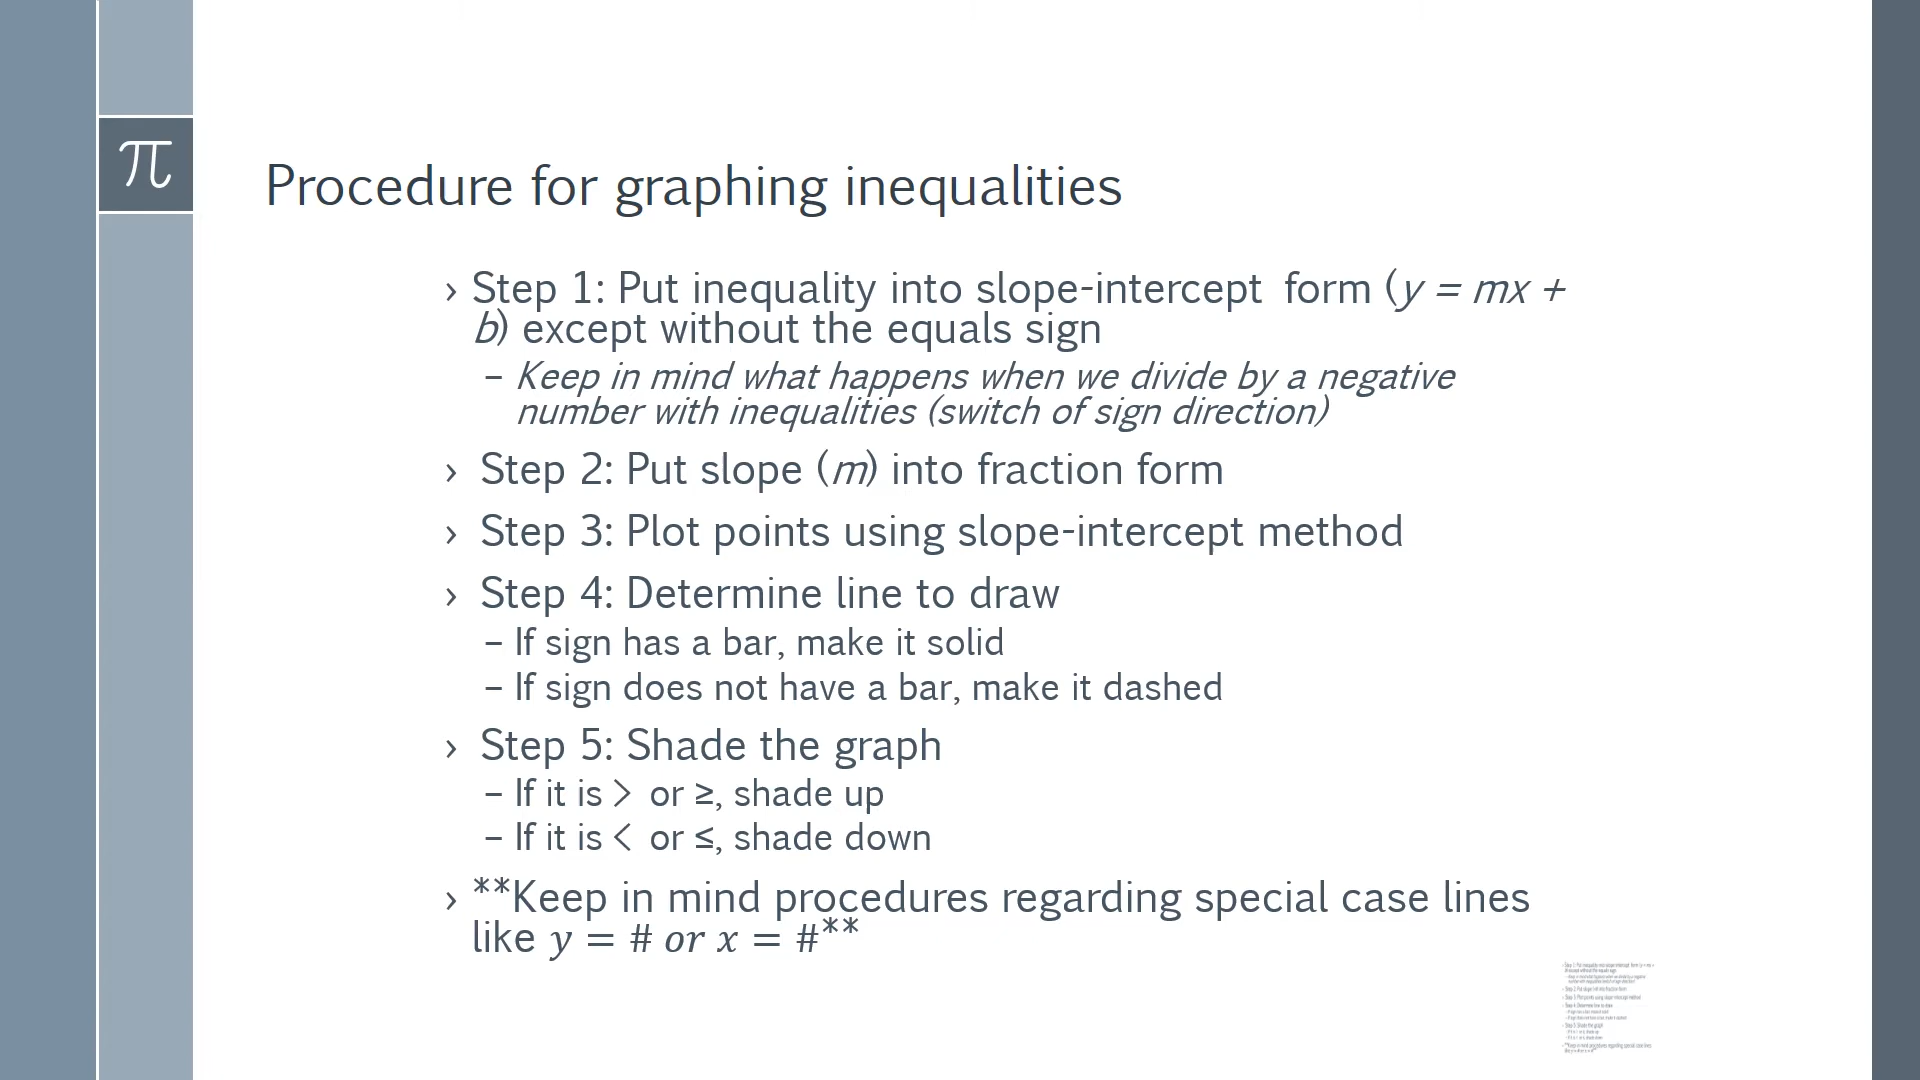 π
Procedure for graphing inequalities
› Step 1: Put inequality into slope-intercept form (y = mx +
b) except without the equals sign
– Keep in mind what happens when we divide by a negative
number with inequalities (switch of sign direction)
› Step 2: Put slope (m) into fraction form
› Step 3: Plot points using slope-intercept method
› Step 4: Determine line to draw
– If sign has a bar, make it solid
– If sign does not have a bar, make it dashed
› Step 5: Shade the graph
– If it is > or ≥, shade up
– If it is < or ≤, shade down
› **Keep in mind procedures regarding special case lines
like y = # or x = #**